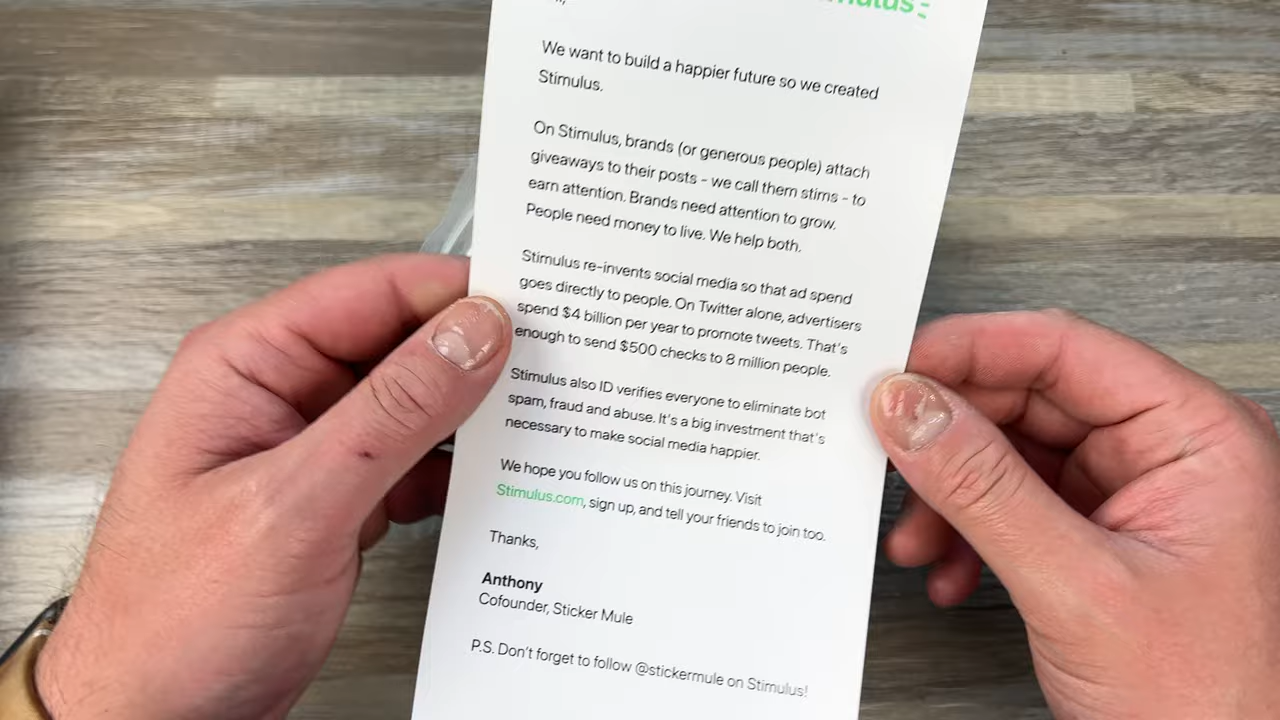 We want to build a happier future so we created
Stimulus.
On Stimulus, brands (or generous people) attach
giveaways to their posts - we call them stims - to
earn attention. Brands need attention to grow.
People need money to live. We help both.
Stimulus re-invents social media so that ad spend
goes directly to people. On Twitter alone, advertisers
spend $4 billion per year to promote tweets. That's
enough to send $500 checks to 8 million people.
Stimulus also ID verifies everyone to eliminate bot
spam, fraud and abuse. It's a big investment that's
necessary to make social media happier.
We hope you follow us on this journey. Visit
Stimulus.com, sign up, and tell your friends to join too.
Thanks,
Anthony
Cofounder, Sticker Mule
P.S. Don't forget to follow @stickermule on Stimulus!